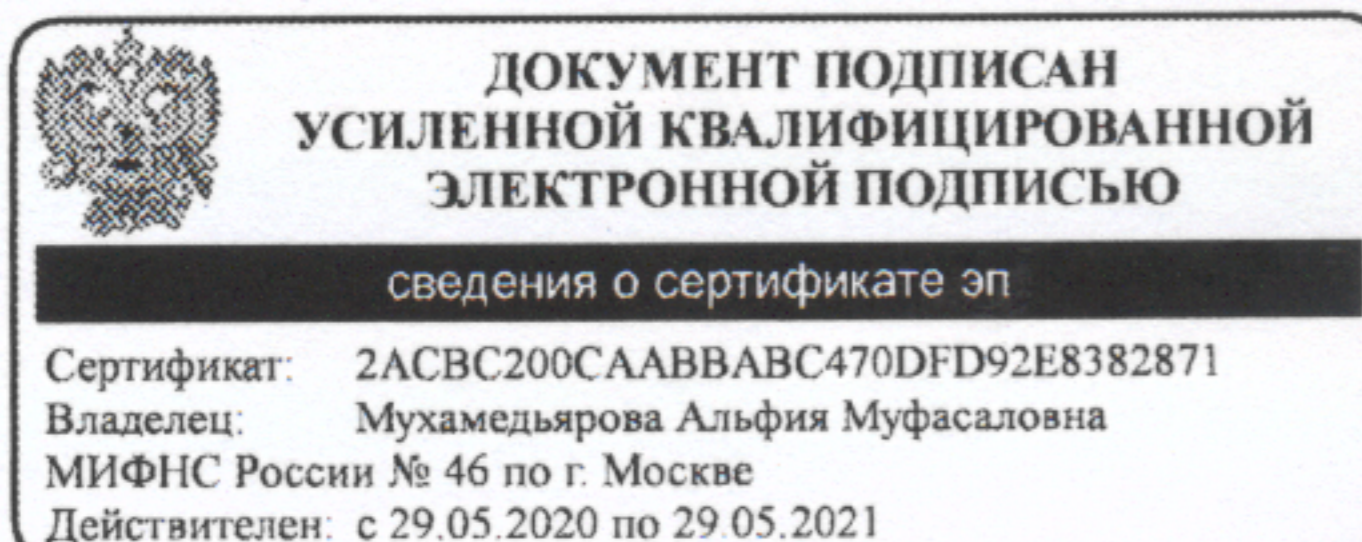 ДОКУМЕНТ ПОДПИСАН
УСИЛЕННОЙ КВАЛИФИЦИРОВАННОЙ
ЭЛЕКТРОННОЙ ПОДПИСЬЮ
сведения о сертификате эп
Сертификат: 2ACBC200CAABBABC470DFD92E8382871
Владелец: Мухамедьярова Альфия Муфасаловна
МИФНС России № 46 по г. Москве
Действителен: с 29.05.2020 по 29.05.2021